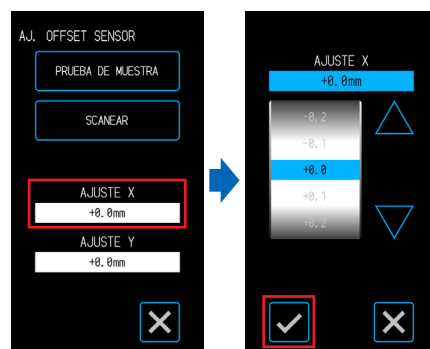 AJ. OFFSET SENSOR
PRUEBA DE MUESTRA
SCANEAR
AJUSTE X
+0.0mm
AJUSTE Y
+0.0mm
AJUSTE X
+0.0mm
-0.2
-0.1
+0.0
+0.1
+0.2